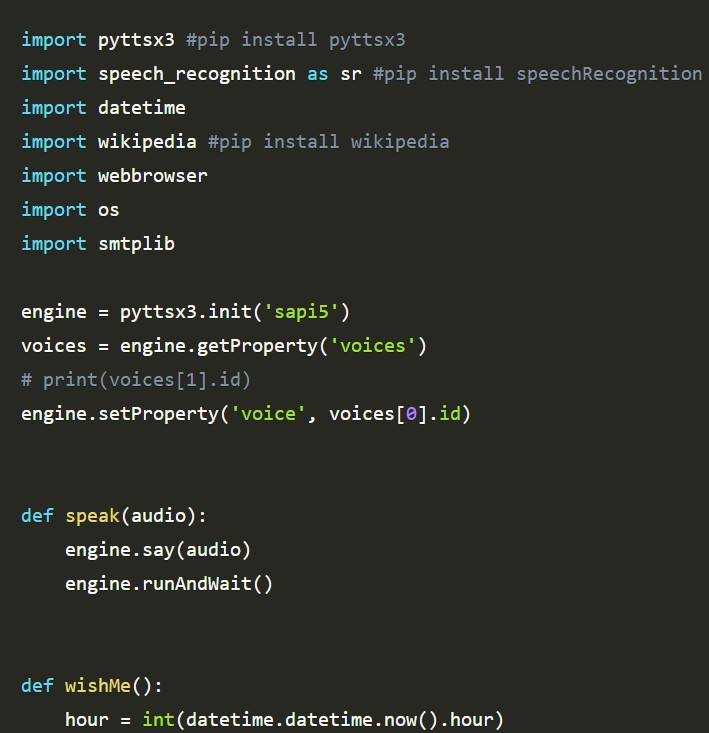 import pyttsx3 #pip install pyttsx3
import speech_recognition as sr #pip install speechRecognition
import datetime
import wikipedia #pip install wikipedia
import webbrowser
import os
import smtplib

engine = pyttsx3.init('sapi5')
voices = engine.getProperty('voices')
# print(voices[1].id)
engine.setProperty('voice', voices[0].id)


def speak(audio):
    engine.say(audio)
    engine.runAndWait()


def wishMe():
    hour = int(datetime.datetime.now().hour)